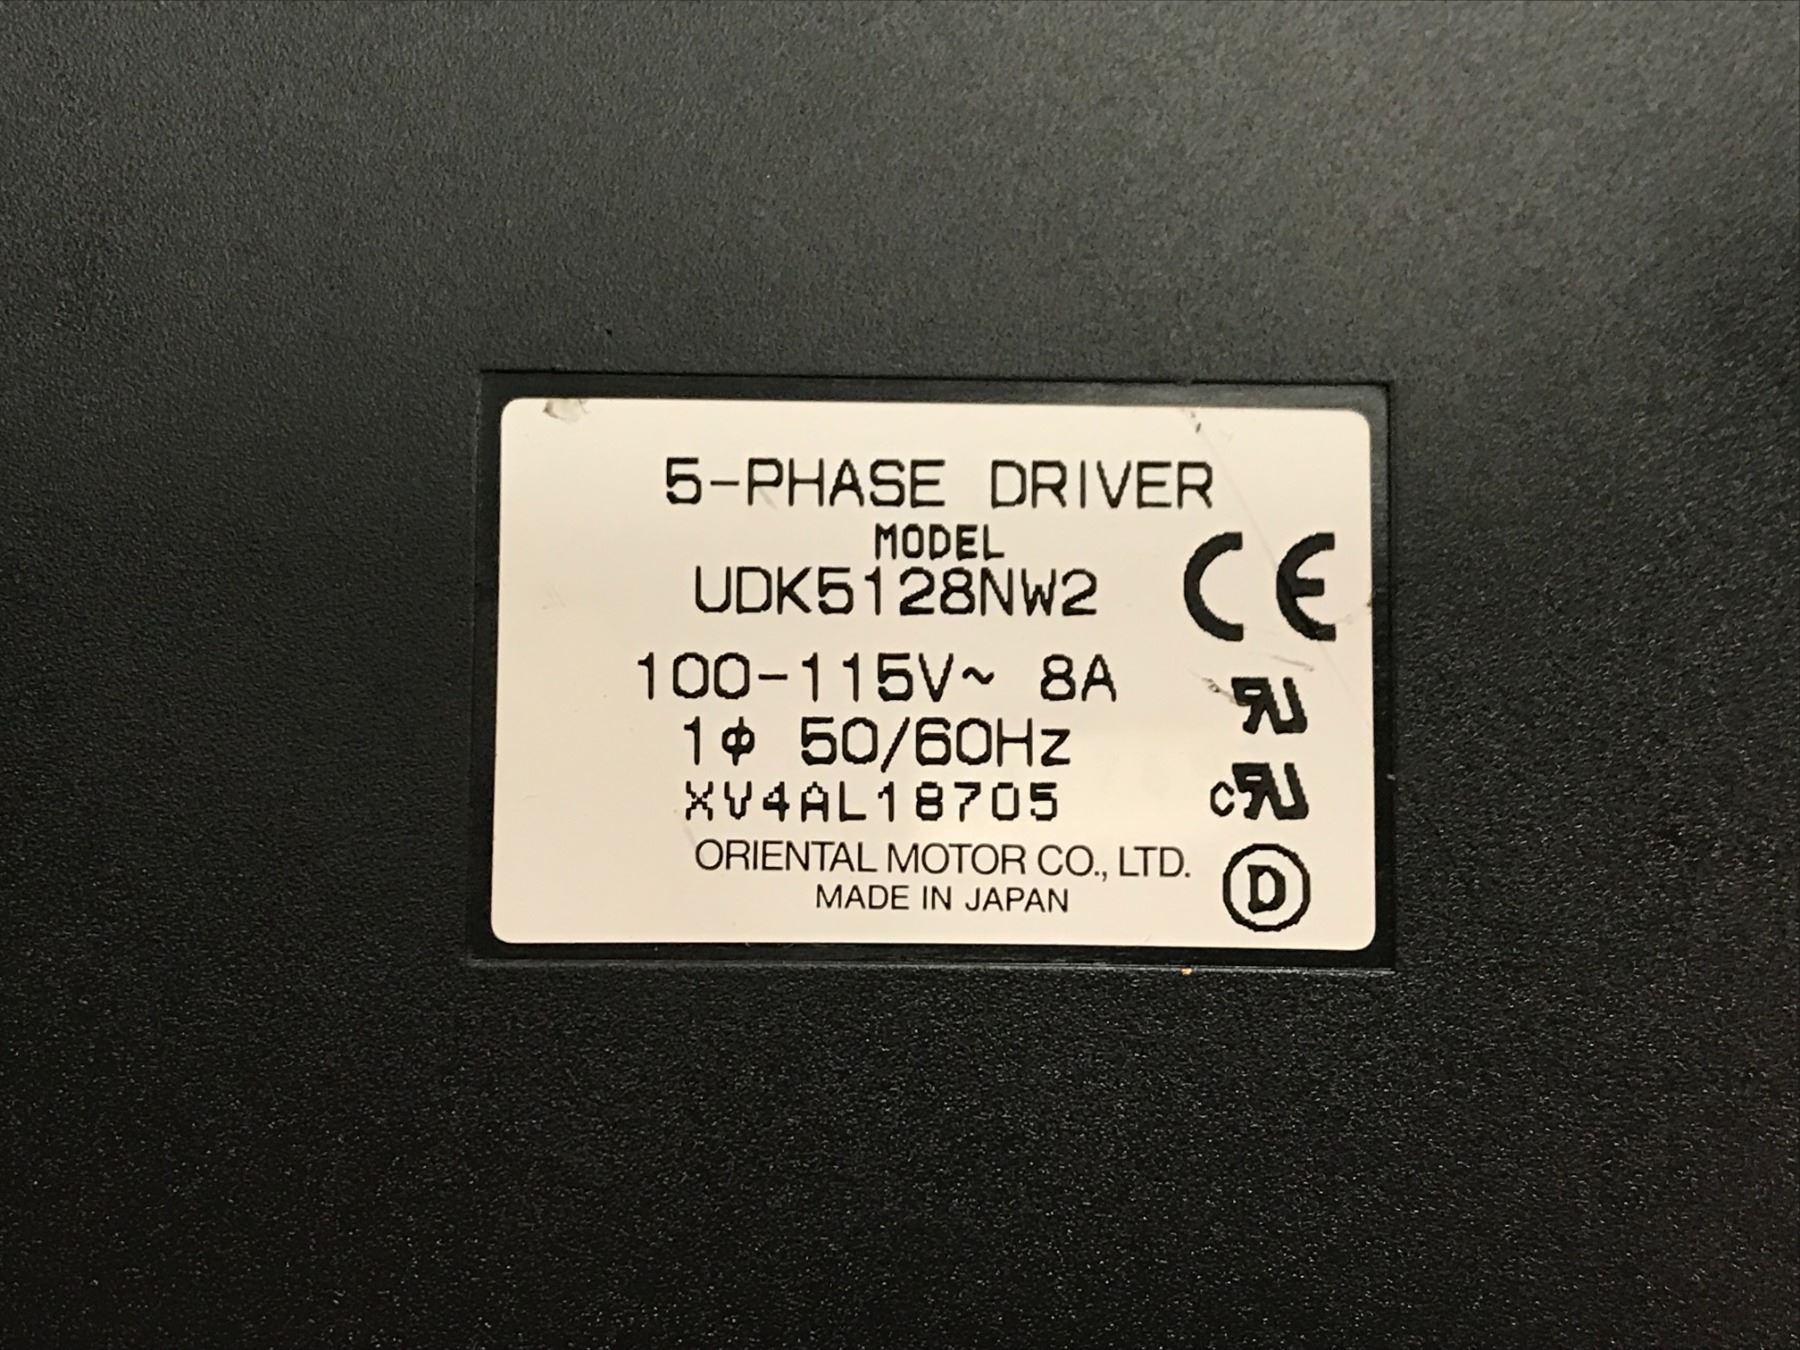 5-PHASE DRIVER
MODEL
UDK5128NW2
CE
100-115V~ 8A
1ϕ 50/60Hz
XV4AL18705
cRU
ORIENTAL MOTOR CO., LTD.
MADE IN JAPAN
D